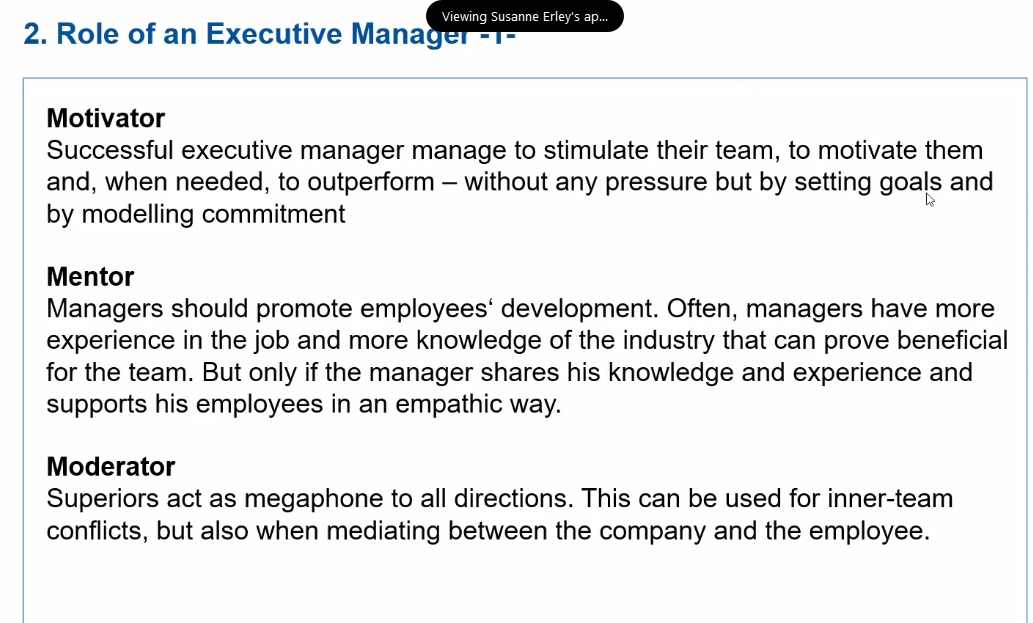 Viewing Susanne Erley's ap...
2. Role of an Executive Manager -1-
Motivator
Successful executive manager manage to stimulate their team, to motivate them
and, when needed, to outperform – without any pressure but by setting goals and
by modelling commitment
Mentor
Managers should promote employees‘ development. Often, managers have more
experience in the job and more knowledge of the industry that can prove beneficial
for the team. But only if the manager shares his knowledge and experience and
supports his employees in an empathic way.
Moderator
Superiors act as megaphone to all directions. This can be used for inner-team
conflicts, but also when mediating between the company and the employee.